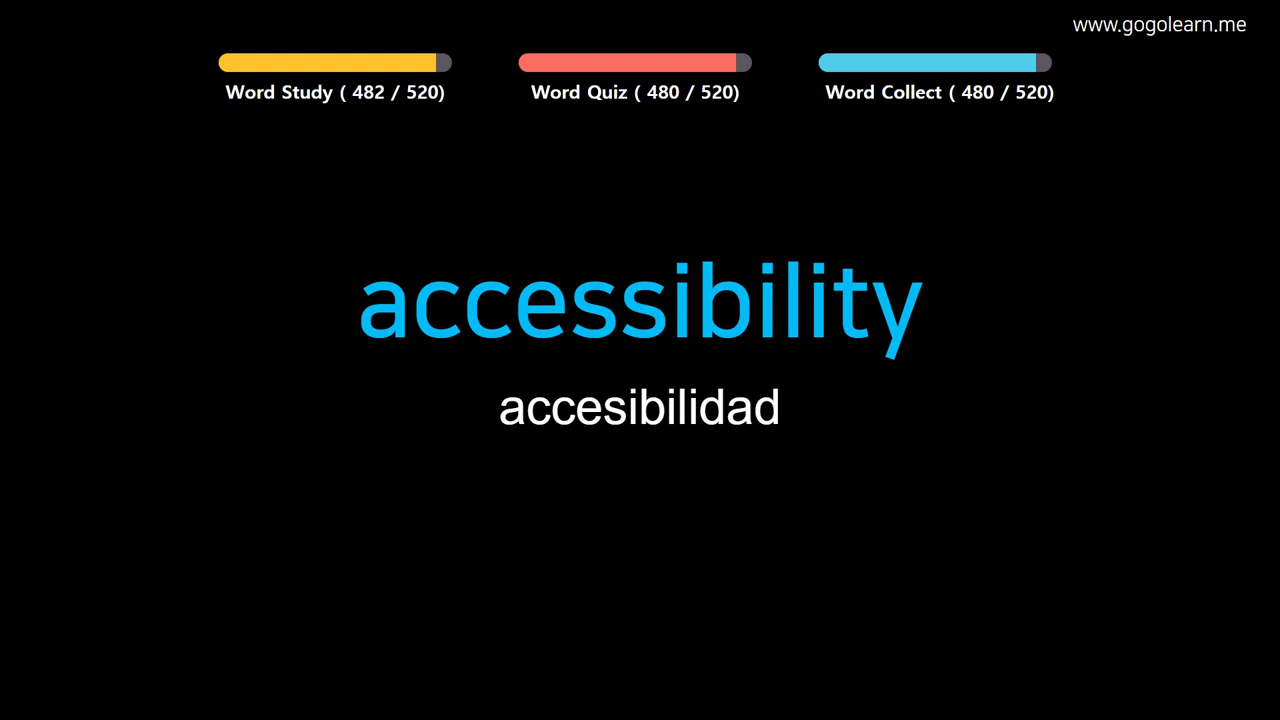 www.gogolearn.me
Word Study ( 482 / 520)
Word Quiz ( 480 / 520)
Word Collect ( 480 / 520)
accessibility
accesibilidad